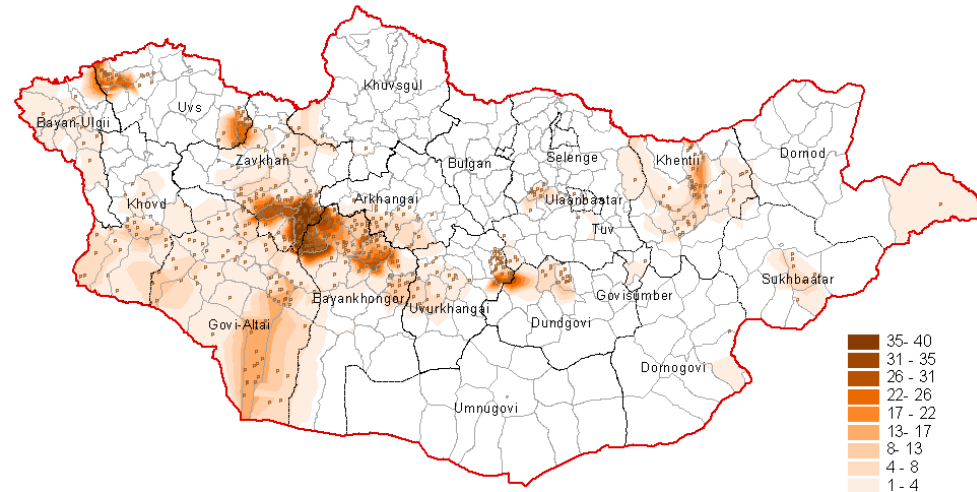 Khuvsgul
Uvs
Bayan-Ulgii
Zavkhan
Bulgan
Selenge
Khentii
Dornod
Khovd
Arkhangai
Ulaanbaatar
Tuv
Sukhbaatar
Govi-Altai
Bayankhongor
Uvurkhangai
Govisumber
Dundgovi
Dornogovi
Umnugovi
35- 40
31 - 35
26 - 31
22- 26
17 - 22
13- 17
8- 13
4 - 8
1 - 4